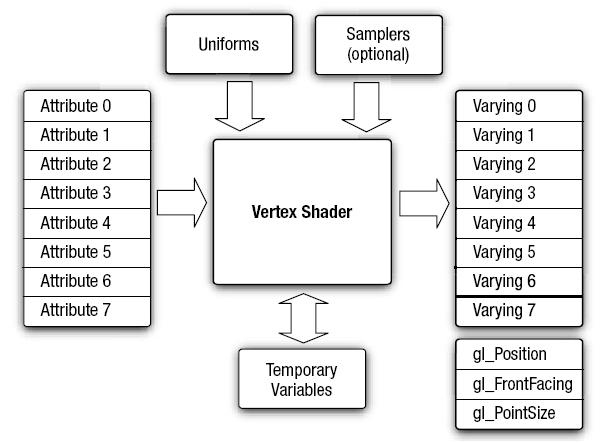 Uniforms
Samplers
(optional)
Attribute 0
Attribute 1
Attribute 2
Attribute 3
Attribute 4
Attribute 5
Attribute 6
Attribute 7
Vertex Shader
Temporary
Variables
Varying 0
Varying 1
Varying 2
Varying 3
Varying 4
Varying 5
Varying 6
Varying 7
gl_Position
gl_FrontFacing
gl_PointSize